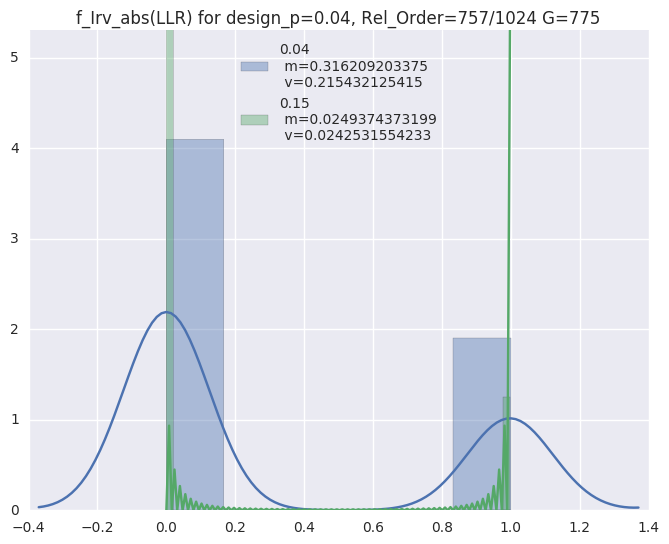 f_Irv_abs(LLR) for design_p=0.04, Rel_Order=757/1024 G=775
0.04
m=0.316209203375
v=0.215432125415
0.15
m=0.0249374373199
v=0.0242531554233
5
4
3
2
1
0
−0.4 −0.2 0.0 0.2 0.4 0.6 0.8 1.0 1.2 1.4